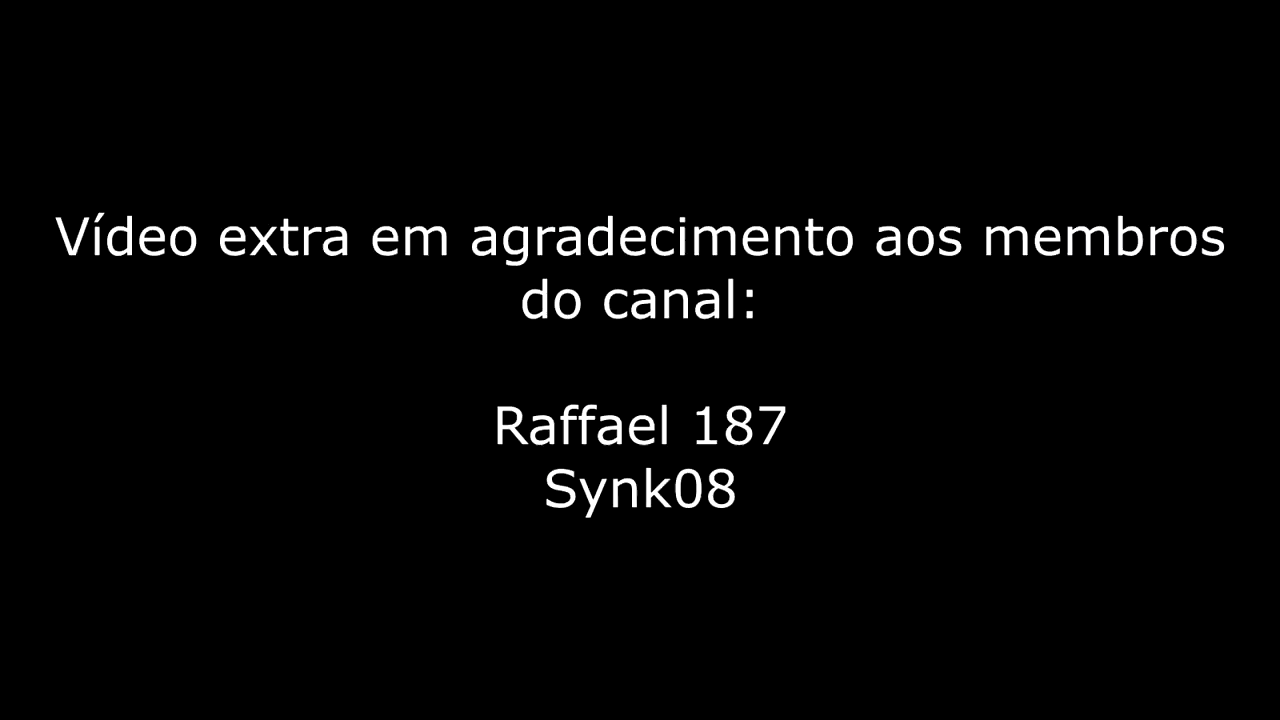 Vídeo extra em agradecimento aos membros
do canal:
Raffael 187
Synk08